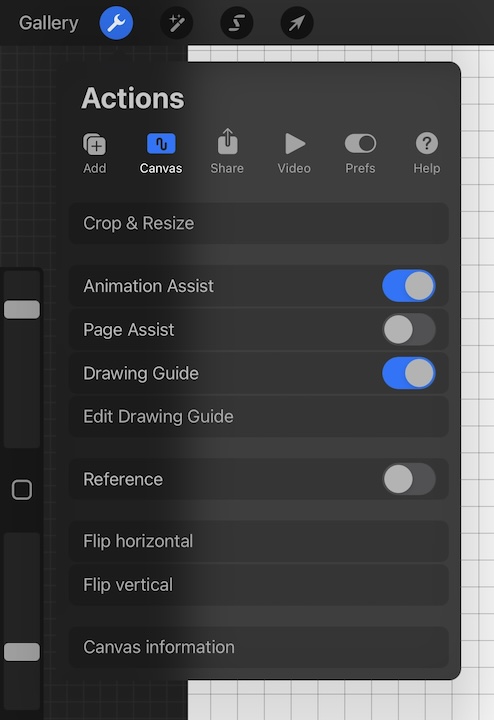 Gallery
Actions
Add Canvas Share Video Prefs Help
Crop & Resize
Animation Assist
Page Assist
Drawing Guide
Edit Drawing Guide
Reference
Flip horizontal
Flip vertical
Canvas information